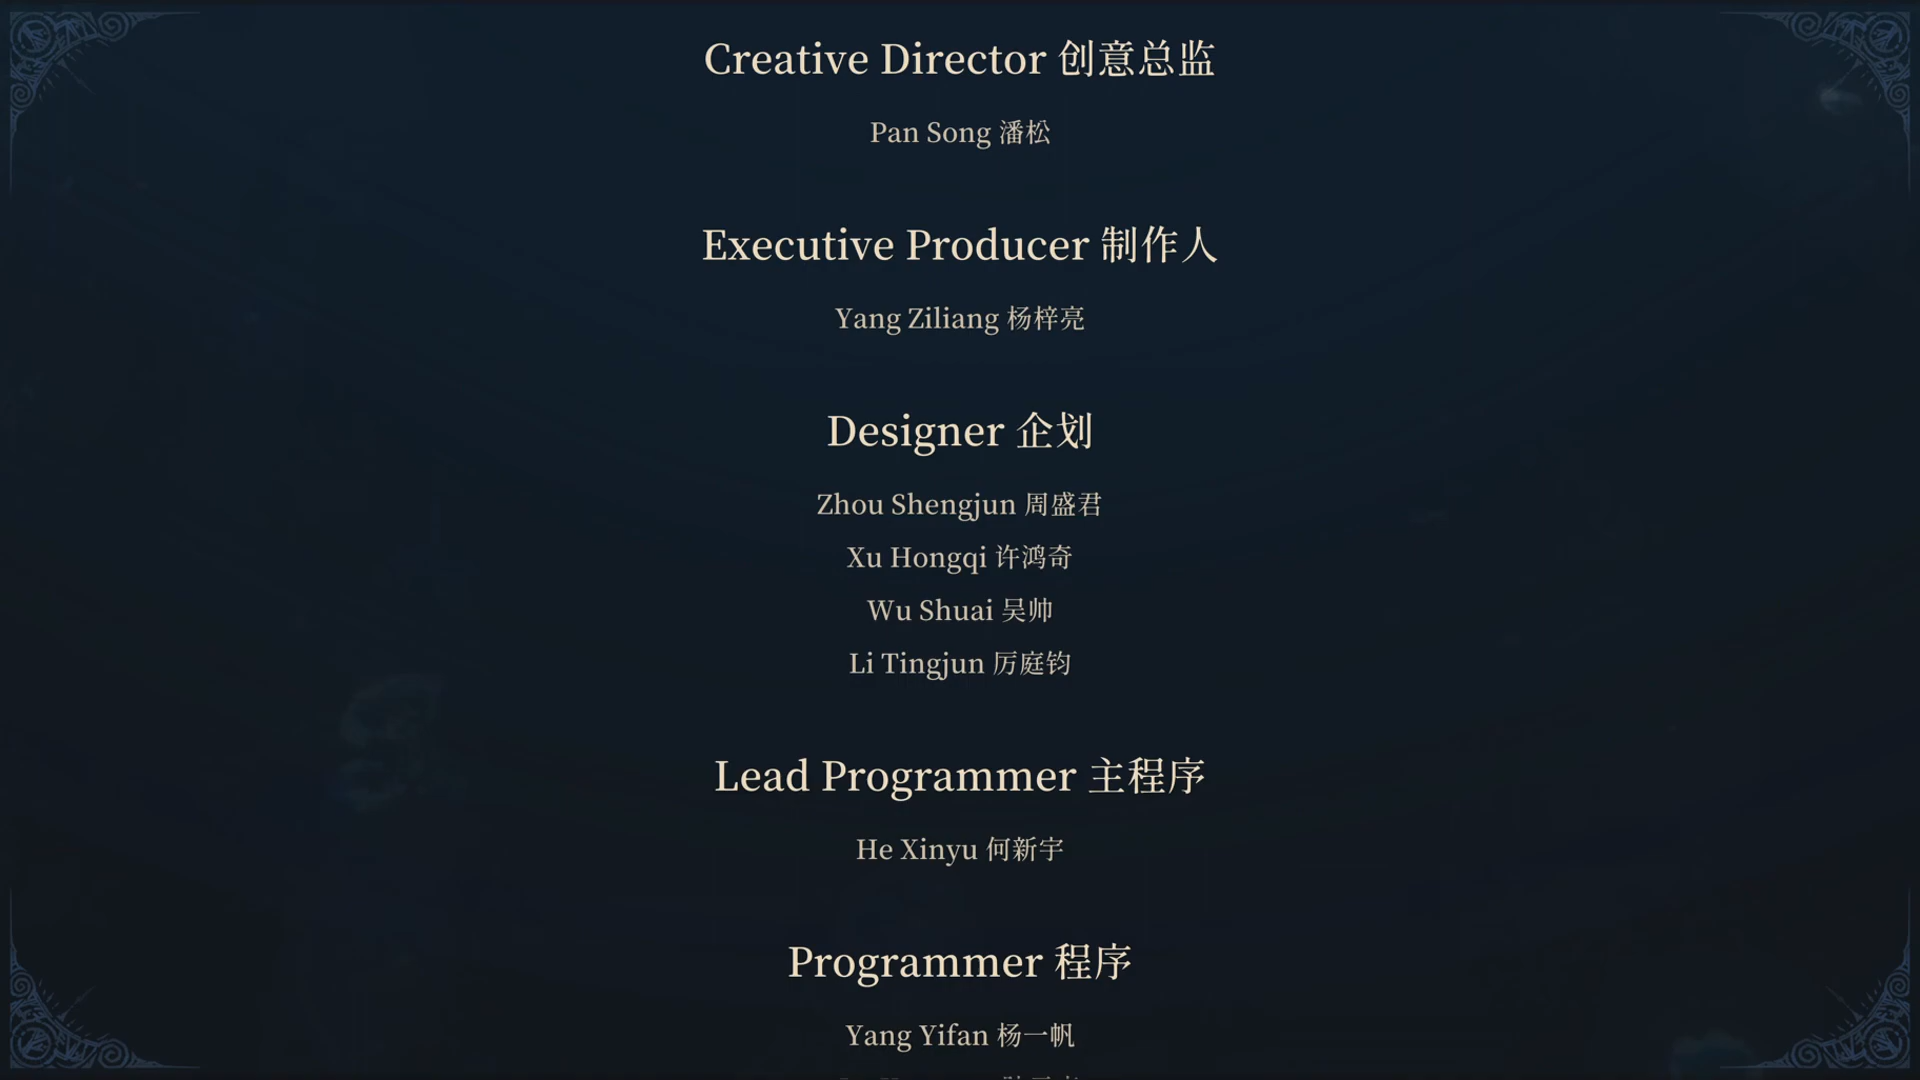 Creative Director 创意总监
Pan Song 潘松
Executive Producer 制作人
Yang Ziliang 杨梓亮
Designer 企划
Zhou Shengjun 周盛君
Xu Hongqi 许鸿奇
Wu Shuai 吴帅
Li Tingjun 厉庭钧
Lead Programmer 主程序
He Xinyu 何新宇
Programmer 程序
Yang Yifan 杨一帆